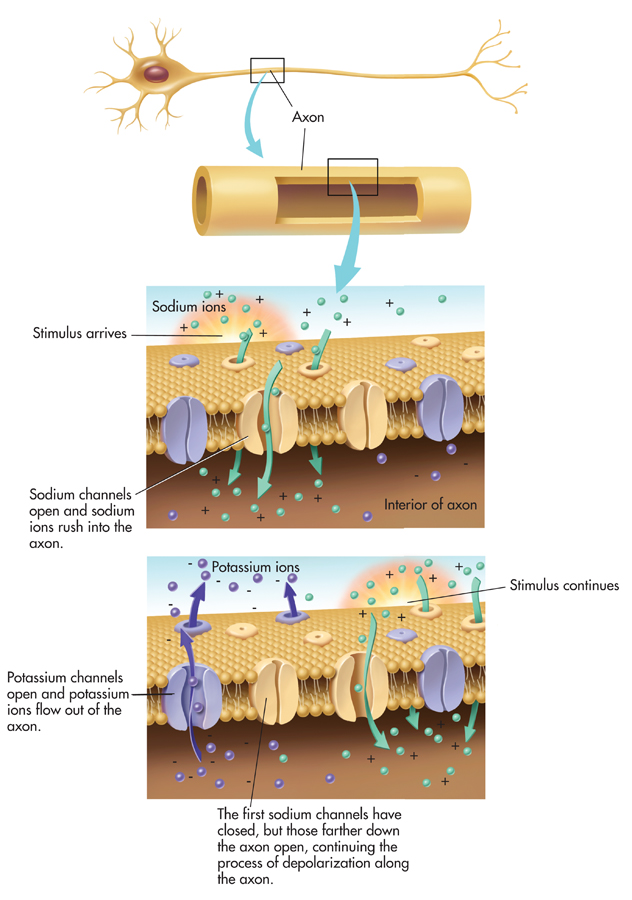 Axon
Sodium ions
Stimulus arrives
Sodium channels
open and sodium
ions rush into the
axon.
Interior of axon
Potassium ions
Stimulus continues
Potassium channels
open and potassium
ions flow out of the
axon.
The first sodium channels have
closed, but those farther down
the axon open, continuing the
process of depolarization along
the axon.